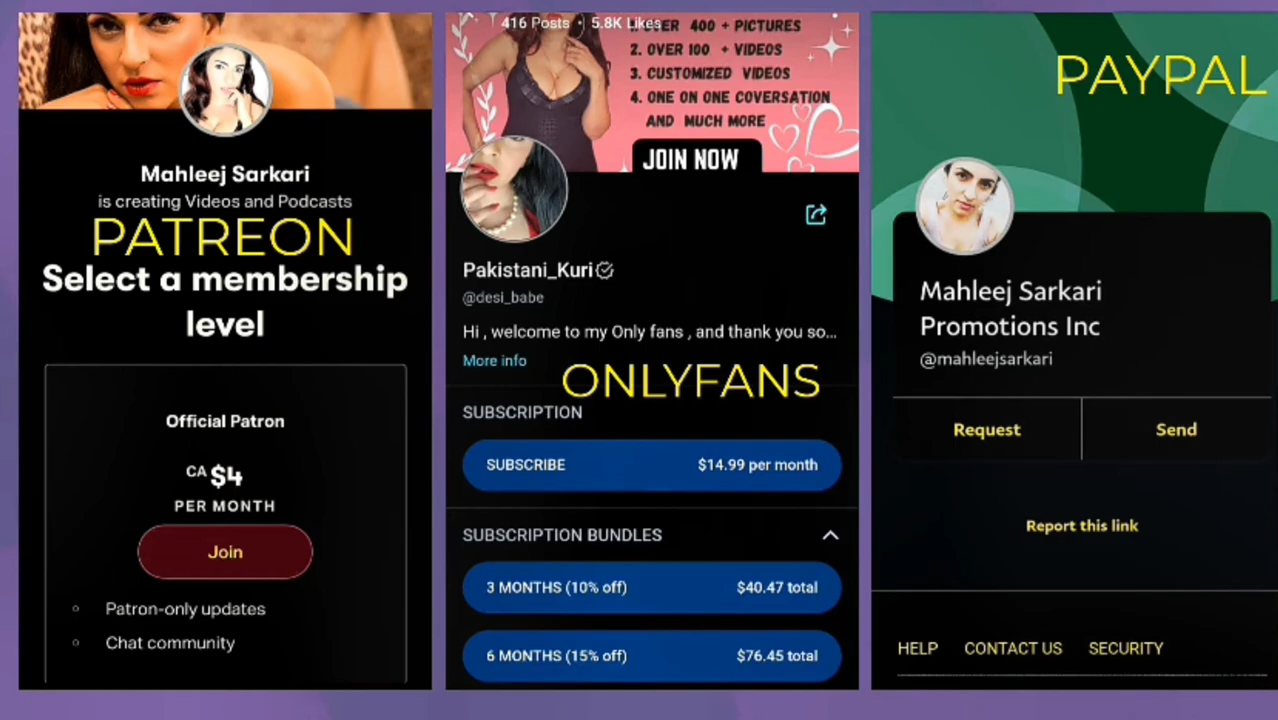 Mahleej Sarkari
is creating Videos and Podcasts
PATREON
Select a membership
level
Official Patron
CA $4
PER MONTH
Join
Patron-only updates
Chat community
416 Posts • 5.8K Likes
1. OVER 400 + PICTURES
2. OVER 100 + VIDEOS
3. CUSTOMIZED VIDEOS
4. ONE ON ONE COVERSATION
AND MUCH MORE
JOIN NOW
Pakistani_Kuri
@desi_babe
Hi , welcome to my Only fans , and thank you so...
More info
ONLYFANS
SUBSCRIPTION
SUBSCRIBE $14.99 per month
SUBSCRIPTION BUNDLES
3 MONTHS (10% off) $40.47 total
6 MONTHS (15% off) $76.45 total
PAYPAL
Mahleej Sarkari
Promotions Inc
@mahleejsarkari
Request Send
Report this link
HELP CONTACT US SECURITY